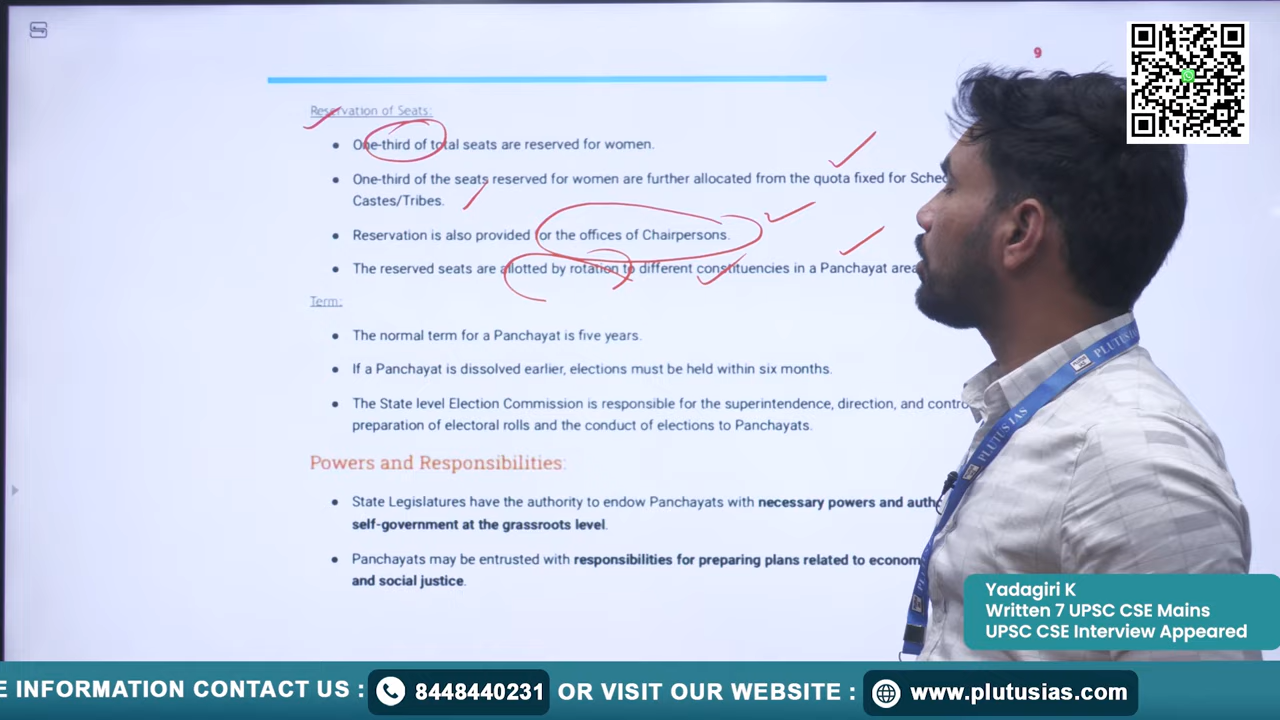 9
Reservation of Seats:
One-third of total seats are reserved for women.
One-third of the seats reserved for women are further allocated from the quota fixed for
Castes/Tribes.
Reservation is also provided for the offices of Chairpersons.
The reserved seats are allotted by rotation to different constituencies in a Panchayat
Term:
The normal term for a Panchayat is five years.
If a Panchayat is dissolved earlier, elections must be held within six months.
The State level Election Commission is responsible for the superintendence, direction, and
preparation of electoral rolls and the conduct of elections to Panchayats.
Powers and Responsibilities:
State Legislatures have the authority to endow Panchayats with necessary powers and
self-government at the grassroots level.
Panchayats may be entrusted with responsibilities for preparing plans related to
and social justice.
PLUTUS IAS
PLUTUS
Yadagiri K
Written 7 UPSC CSE Mains
UPSC CSE Interview Appeared
E INFORMATION CONTACT US : 8448440231 OR VISIT OUR WEBSITE : www.plutusias.com